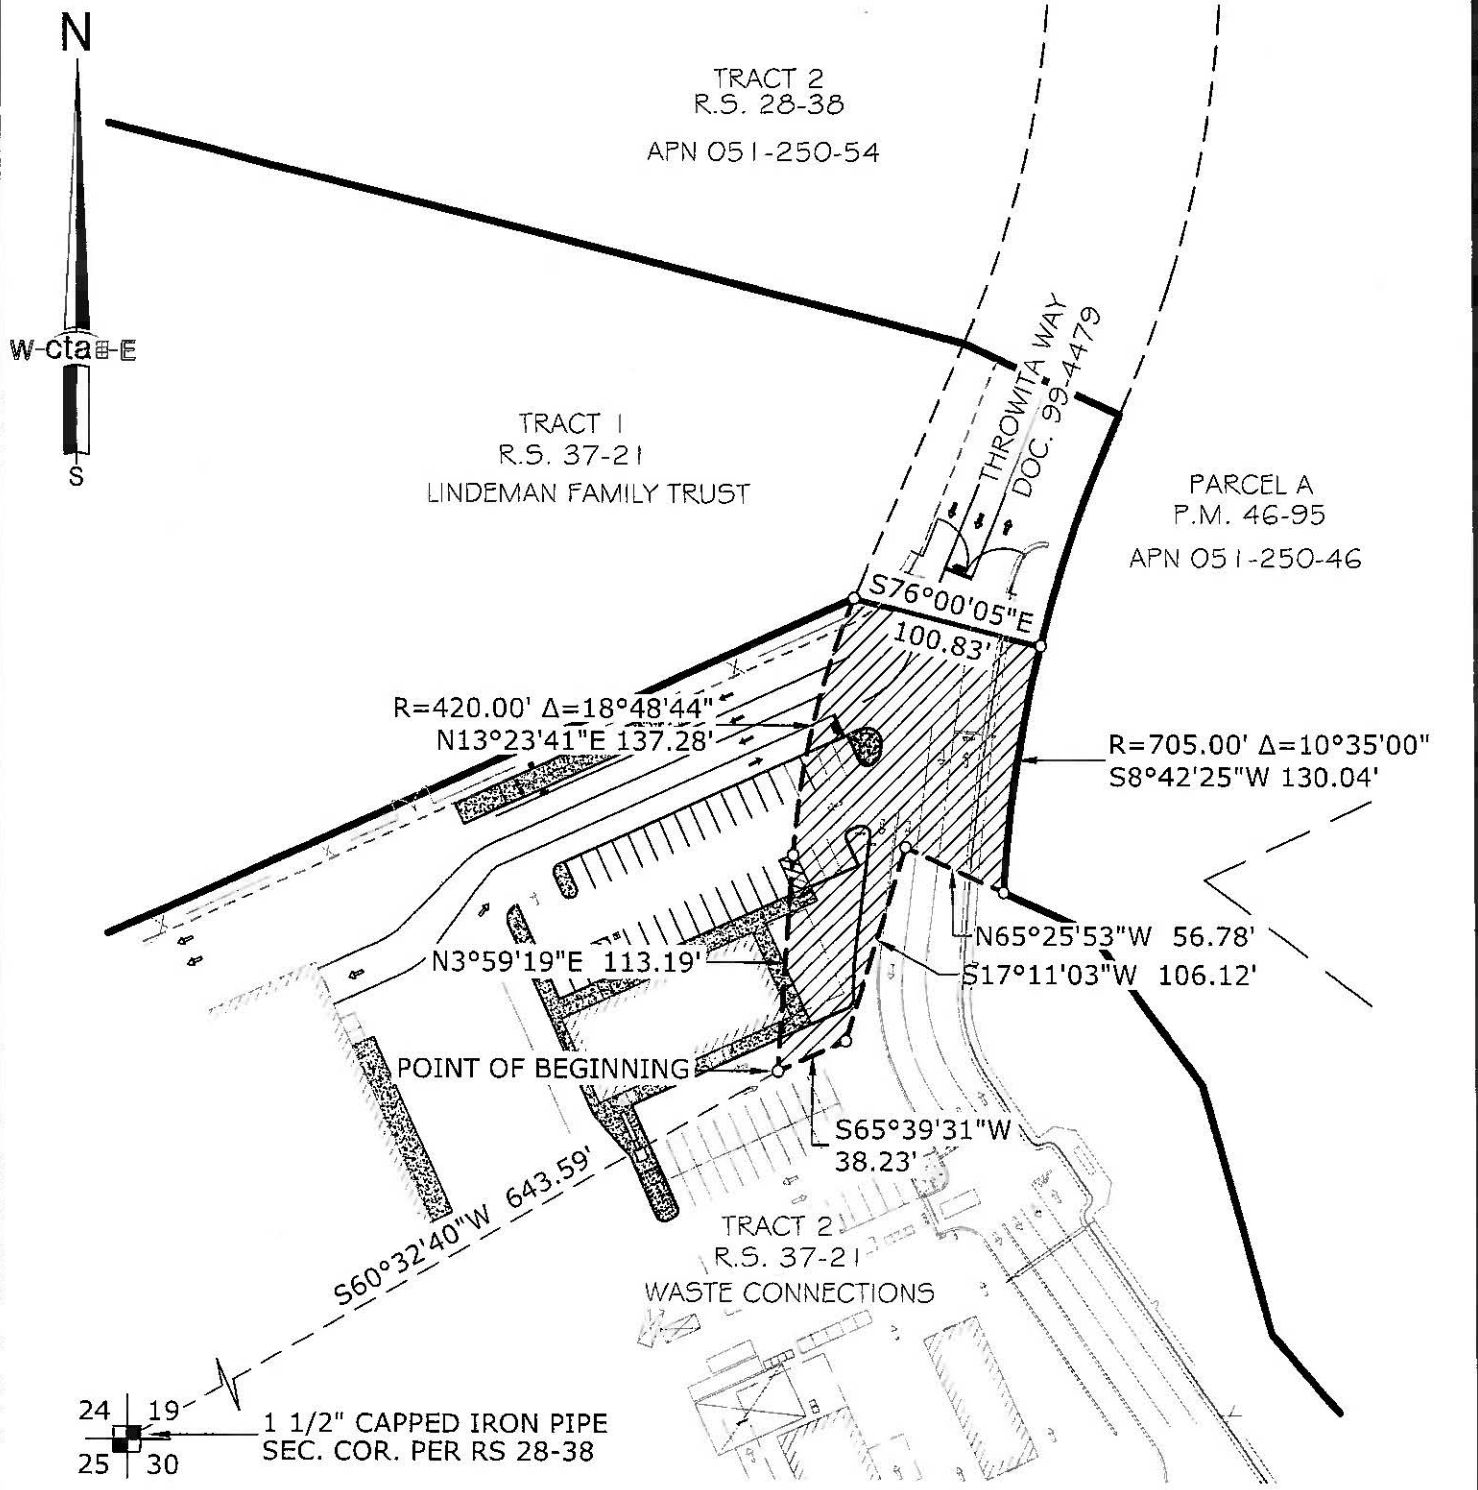 N
W-cta-E
S
TRACT 2
R.S. 28-38
APN 051-250-54
THROWITA WAY
DOC. 99-4479
TRACT 1
R.S. 37-21
LINDEMAN FAMILY TRUST
PARCEL A
P.M. 46-95
APN 051-250-46
S76°00'05"E
100.83'
R=420.00' Δ=18°48'44"
N13°23'41"E 137.28'
R=705.00' Δ=10°35'00"
S8°42'25"W 130.04'
N65°25'53"W 56.78'
N3°59'19"E 113.19'
S17°11'03"W 106.12'
POINT OF BEGINNING
S65°39'31"W
38.23'
S60°32'40"W 643.59'
TRACT 2
R.S. 37-21
WASTE CONNECTIONS
24 19
25 30
1 1/2" CAPPED IRON PIPE
SEC. COR. PER RS 28-38